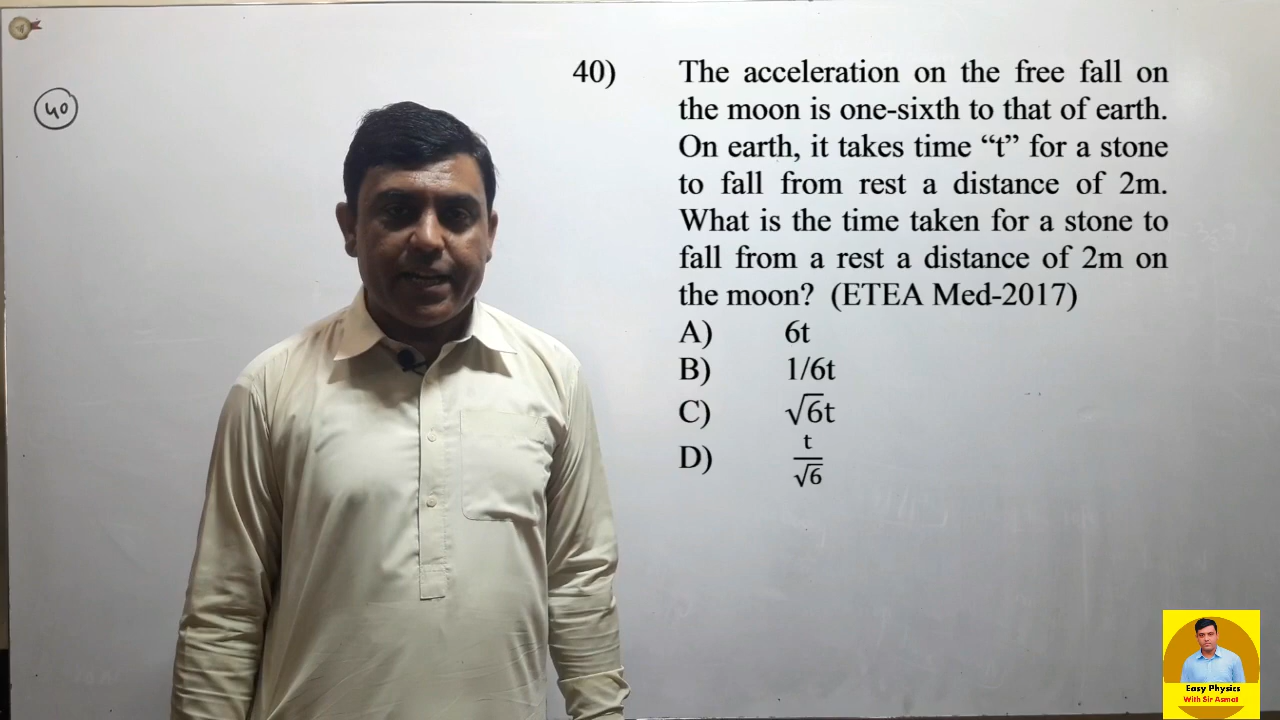 40
40) The acceleration on the free fall on
the moon is one-sixth to that of earth.
On earth, it takes time “t” for a stone
to fall from rest a distance of 2m.
What is the time taken for a stone to
fall from a rest a distance of 2m on
the moon? (ETEA Med-2017)
A) 6t
B) 1/6t
C) √6t
D) t/√6
Easy Physics
With Sir Asmat